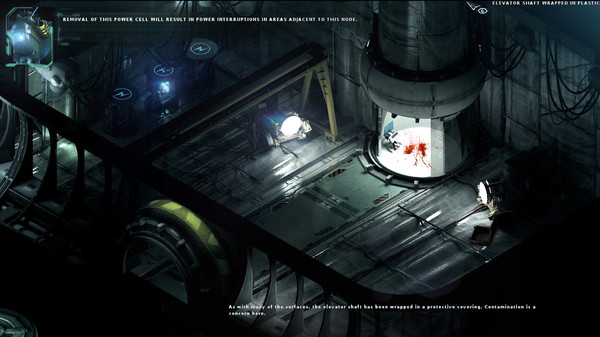 ELEVATOR SHAFT WRAPPED IN PLASTIC
REMOVAL OF THIS POWER CELL WILL RESULT IN POWER INTERRUPTIONS IN AREAS ADJACENT TO THIS NODE.
As with many of the surfaces, the elevator shaft has been wrapped in a protective covering. Contamination is a
concern here.